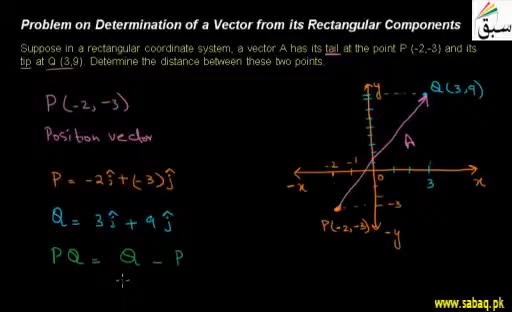 Problem on Determination of a Vector from its Rectangular Components
سبق
Suppose in a rectangular coordinate system, a vector A has its tail at the point P (-2,-3) and its
tip at Q (3,9). Determine the distance between these two points.
P(-2, -3)
Position vector
P = -2î + (-3)ĵ
Q = 3î + 9ĵ
PQ = Q - P
y
Q(3,9)
A
-2 -1
0
-x
3
x
-3
P(-2,-3)
-y
www.sabaq.pk